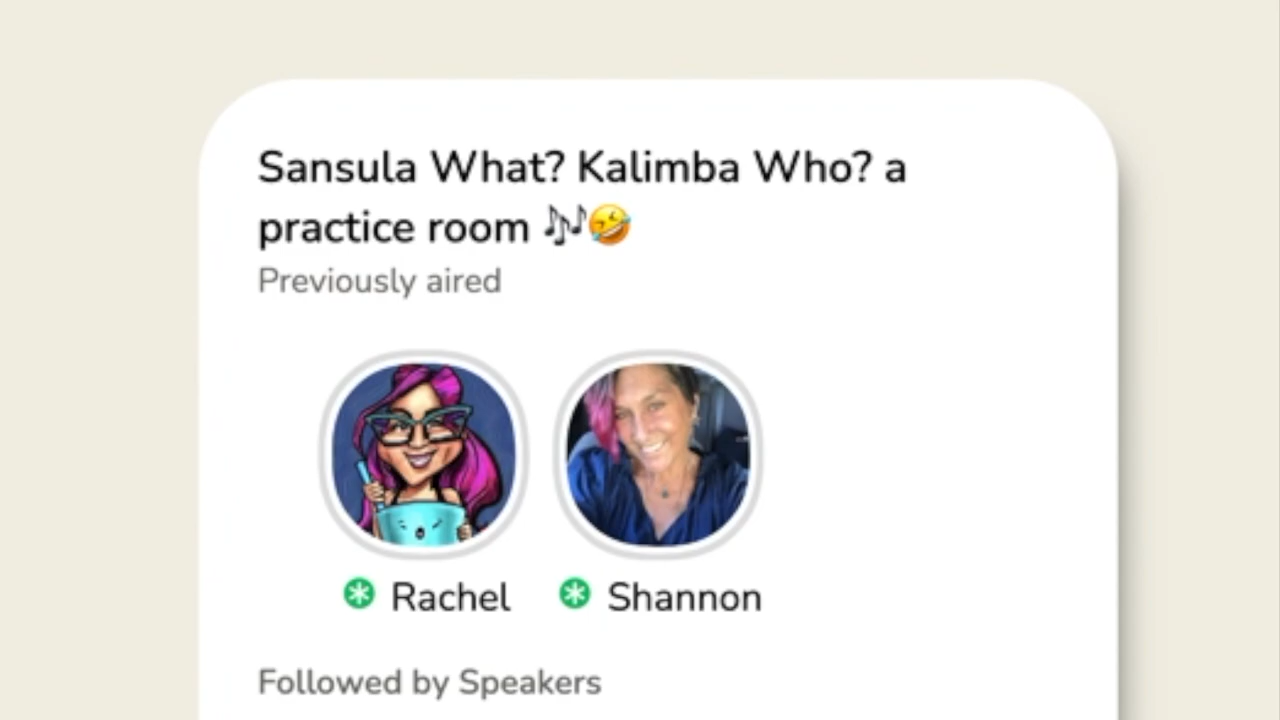 Sansula What? Kalimba Who? a
practice room 🎶🤣
Previously aired
Rachel
Shannon
Followed by Speakers